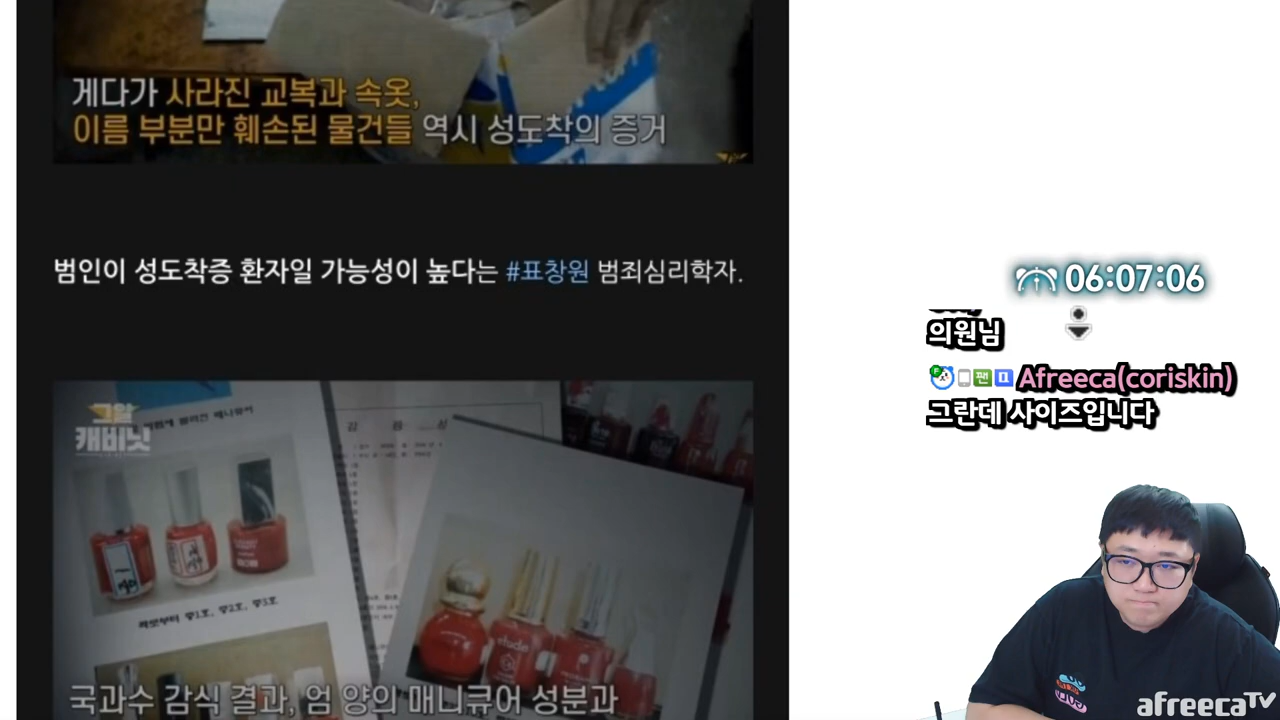 게다가 사라진 교복과 속옷,
이름 부분만 훼손된 물건들 역시 성도착의 증거
범인이 성도착증 환자일 가능성이 높다는 #표창원 범죄심리학자.
그알
캐비닛
etude
국과수 감식 결과, 엄 양의 매니큐어 성분과
06:07:06
의원님
팬
Afreeca(coriskin)
그란데 사이즈입니다
afreecaTV